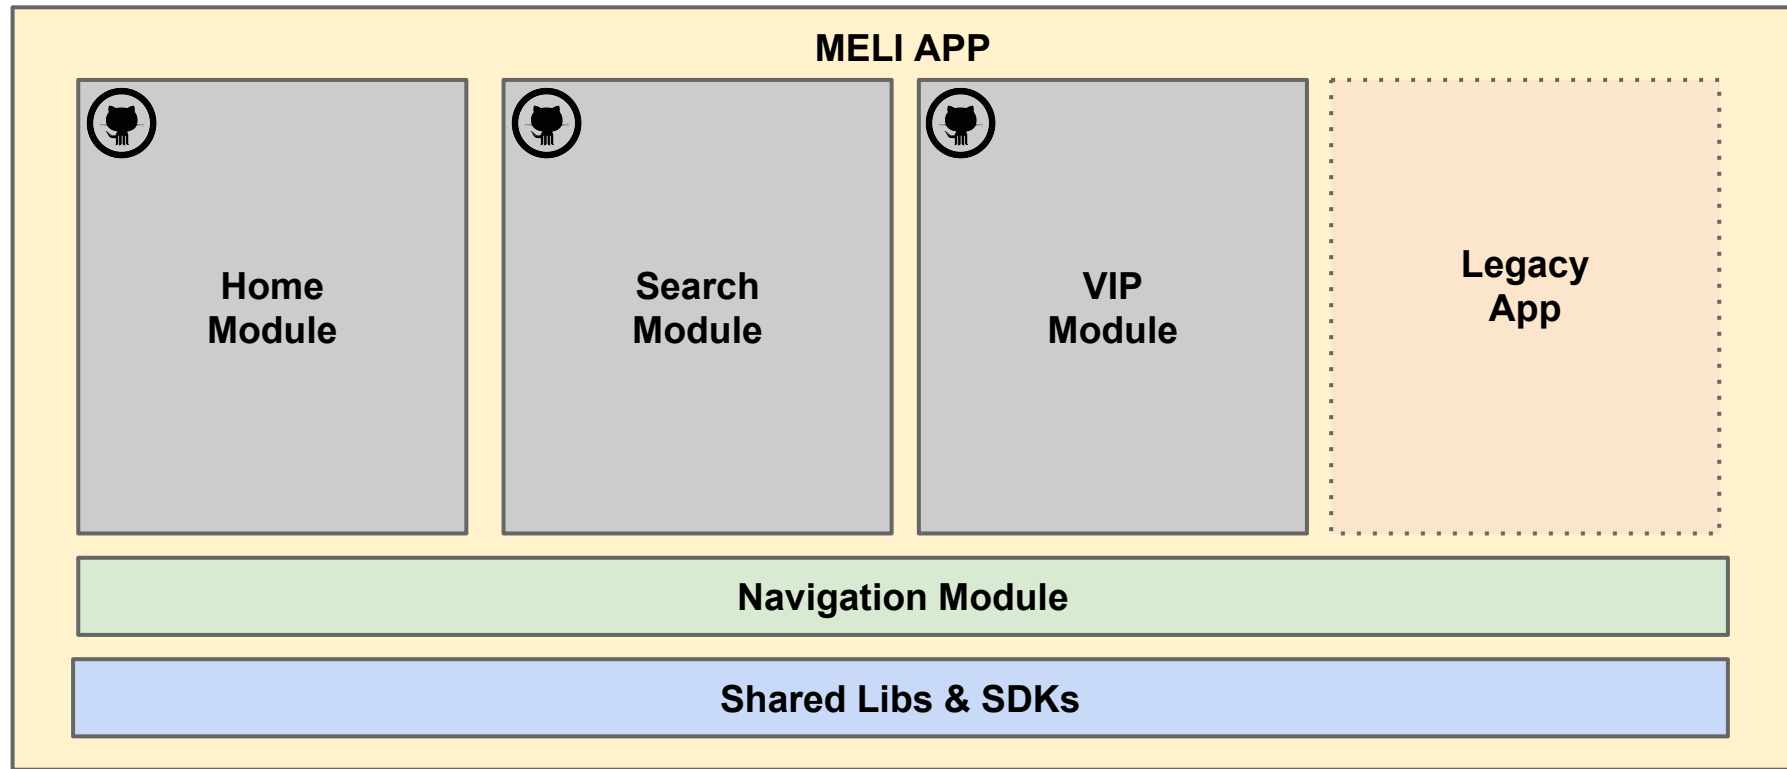 MELI APP
Home
Module
Search
Module
VIP
Module
Legacy
App
Navigation Module
Shared Libs & SDKs